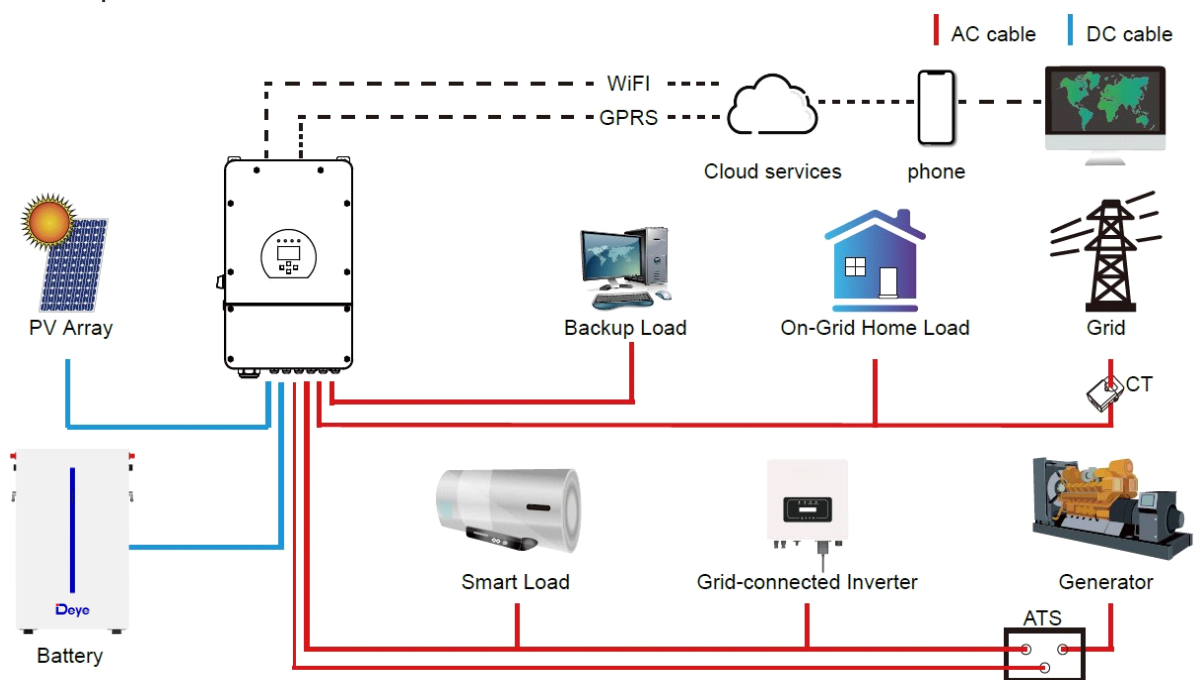 AC cable
DC cable
WiFI
GPRS
Cloud services
phone
PV Array
Backup Load
On-Grid Home Load
Grid
CT
Deye
Battery
Smart Load
Grid-connected Inverter
Generator
ATS